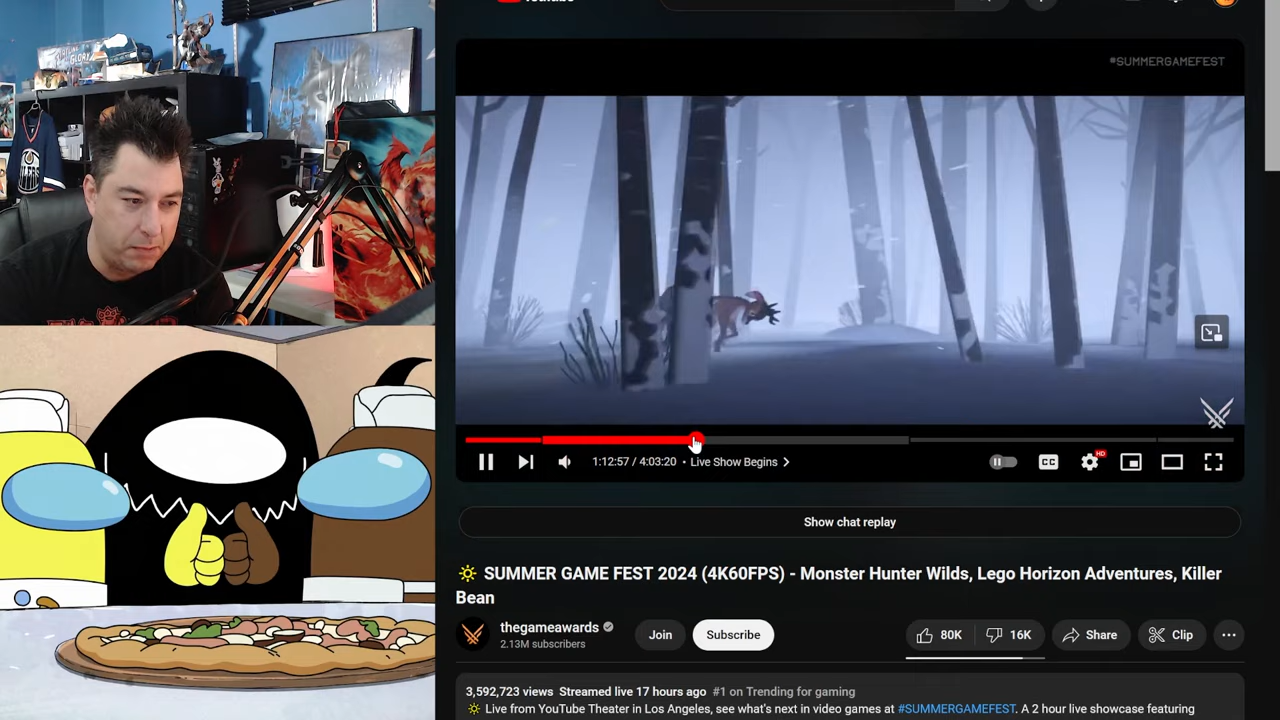 GLORY
#SUMMERGAMEFEST
1:12:57 / 4:03:20 • Live Show Begins
CC
HD
Show chat replay
SUMMER GAME FEST 2024 (4K60FPS) - Monster Hunter Wilds, Lego Horizon Adventures, Killer
Bean
thegameawards
2.13M subscribers
Join
Subscribe
80K
16K
Share
Clip
3,592,723 views Streamed live 17 hours ago #1 on Trending for gaming
Live from YouTube Theater in Los Angeles, see what's next in video games at #SUMMERGAMEFEST. A 2 hour live showcase featuring